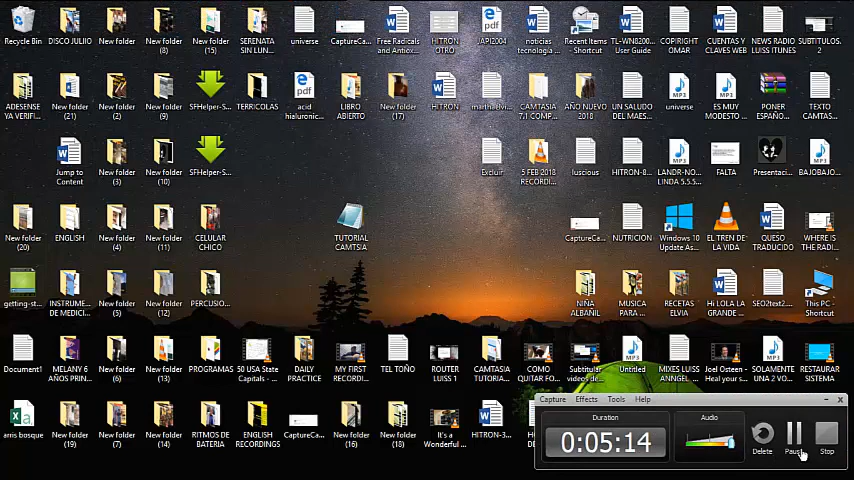 Recycle Bin
DISCO JULIO
New folder
New folder
(8)
New folder
(15)
SERENATA
SIN LUN...
universe
CaptureCa...
Free Radicals
and Antiox...
HITRON
OTRO
JAPI2004
noticias
tecnologia ...
Recent Items
- Shortcut
TL-WN8200...
User Guide
COPIRIGHT
OMAR
CUENTAS Y
CLAVES WEB
NEWS RADIO
LUISS ITUNES
SUBTITULOS.
2
ADESENSE
YA VERIFI...
New folder
(21)
New folder
(2)
New folder
(9)
SFHelper-S...
TERRICOLAS
acid
hialuronic...
LIBRO
ABIERTO
New folder
(17)
HITRON
marthaelvi...
CAMTASIA
7.1 COMP...
AÑO NUEVO
2018
UN SALUDO
DEL MAES...
universe
ES MUY
MODESTO ...
PONER
ESPAÑO...
TEXTO
CAMTAS...
Jump to
Content
New folder
(3)
New folder
(10)
SFHelper-S...
Excluir
5 FEB 2018
RECORDI...
luscious
HITRON-8...
LANDR-NO...
LINDA 5.5.5...
FALTA
Presentaci...
BAJOBAJO...
New folder
(20)
ENGLISH
New folder
(4)
New folder
(11)
CELULAR
CHICO
TUTORIAL
CAMTSIA
CaptureCa...
NUTRICION
Windows 10
Update As...
EL TREN DE
LA VIDA
QUESO
TRADUCIDO
WHERE IS
THE RADI...
getting-st...
INSTRUME...
DE MEDICI...
New folder
(5)
New folder
(12)
PERCUSIO...
NIÑA
ALBAÑIL
MUSICA
PARA ...
RECETAS
ELVIA
Hi LOLA LA
GRANDE ...
SEO2text2...
This PC -
Shortcut
Document1
MELANY 6
AÑOS PRIN...
New folder
(6)
New folder
(13)
PROGRAMAS
50 USA State
Capitals - ...
DAILY
PRACTICE
MY FIRST
RECORDI...
TEL TOÑO
ROUTER
LUISS 1
CAMTASIA
TUTORIA...
COMO
QUITAR FO...
Subtitular
videos de...
Untitled
MIXES LUISS
ANNGEL ...
Joel Osteen -
Heal your s...
SOLAMENTE
UNA 2 VO...
RESTAURAR
SISTEMA
arris bosque
New folder
(19)
New folder
(7)
New folder
(14)
RITMOS DE
BATERIA
ENGLISH
RECORDINGS
CaptureCa...
New folder
(16)
New folder
(18)
It's a
Wonderful ...
HITRON-3...
Capture Effects Tools Help
Duration
0:05:14
Audio
Delete
Pause
Stop